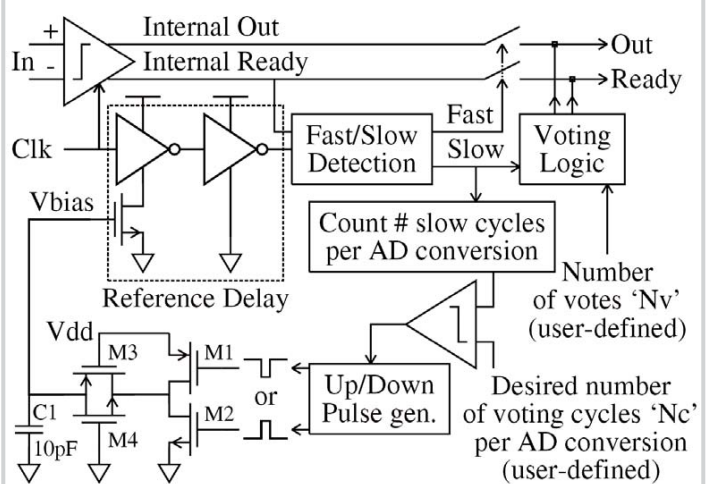 Internal Out
Out
+
In
-
Internal Ready
Ready
Clk
Fast/Slow
Detection
Fast
Slow
Voting
Logic
Vbias
Reference Delay
Count # slow cycles
per AD conversion
Number
of votes 'Nv'
(user-defined)
Vdd
M3
M1
M2
M4
C1
10pF
or
Up/Down
Pulse gen.
Desired number
of voting cycles 'Nc'
per AD conversion
(user-defined)